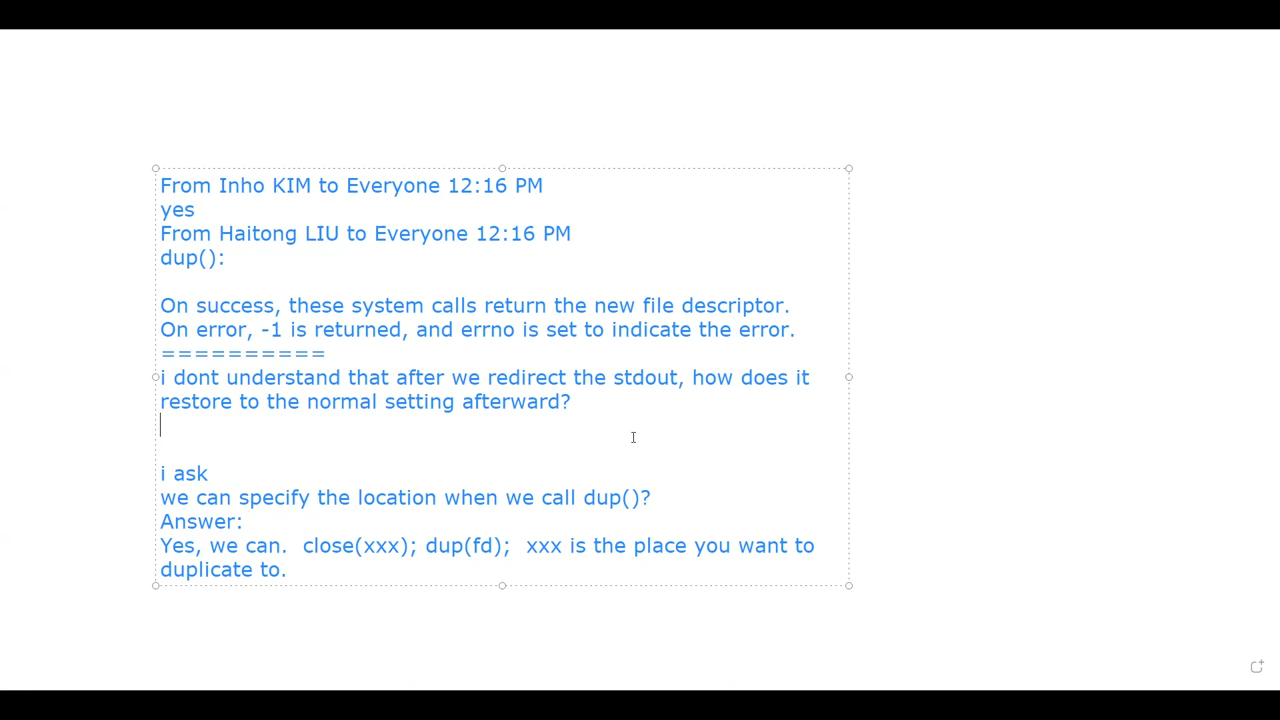 From Inho KIM to Everyone 12:16 PM
yes
From Haitong LIU to Everyone 12:16 PM
dup():
On success, these system calls return the new file descriptor.
On error, -1 is returned, and errno is set to indicate the error.
==========
i dont understand that after we redirect the stdout, how does it
restore to the normal setting afterward?
i ask
we can specify the location when we call dup()?
Answer:
Yes, we can.  close(xxx); dup(fd);  xxx is the place you want to
duplicate to.